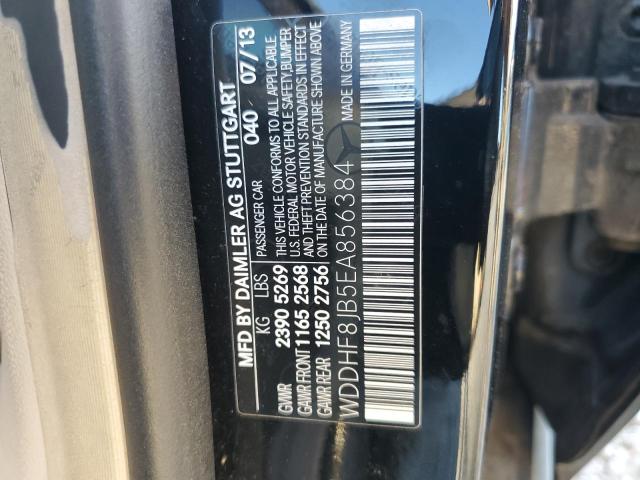 MFD BY DAIMLER AG STUTTGART
040 07/13
KG LBS PASSENGER CAR
GVWR 2390 5269
GAWR FRONT 1165 2568
GAWR REAR 1250 2756
THIS VEHICLE CONFORMS TO ALL APPLICABLE
U.S. FEDERAL MOTOR VEHICLE SAFETY,BUMPER
AND THEFT PREVENTION STANDARDS IN EFFECT
ON THE DATE OF MANUFACTURE SHOWN ABOVE
WDDHF8JB5EA856384
MADE IN GERMANY